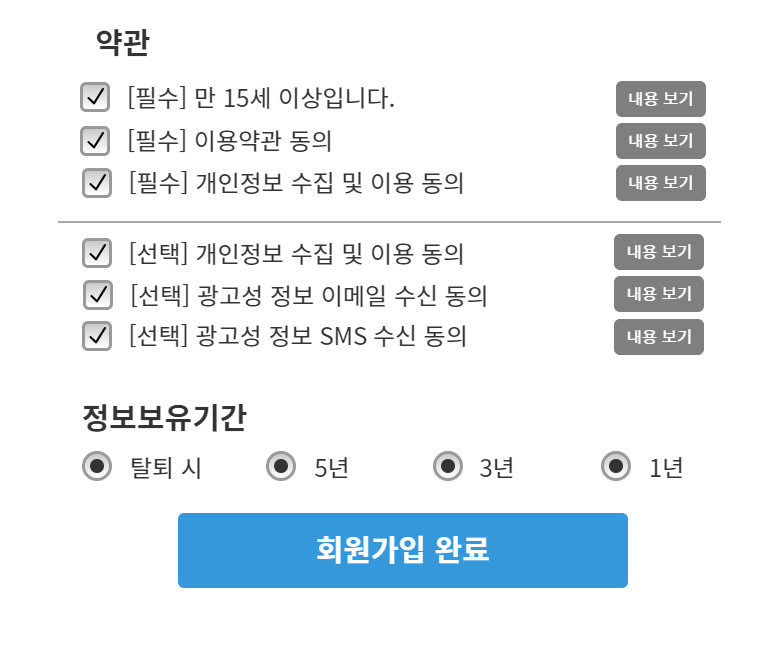 약관
[필수] 만 15세 이상입니다. 내용 보기
[필수] 이용약관 동의 내용 보기
[필수] 개인정보 수집 및 이용 동의 내용 보기
[선택] 개인정보 수집 및 이용 동의 내용 보기
[선택] 광고성 정보 이메일 수신 동의 내용 보기
[선택] 광고성 정보 SMS 수신 동의 내용 보기
정보보유기간
탈퇴 시 5년 3년 1년
회원가입 완료